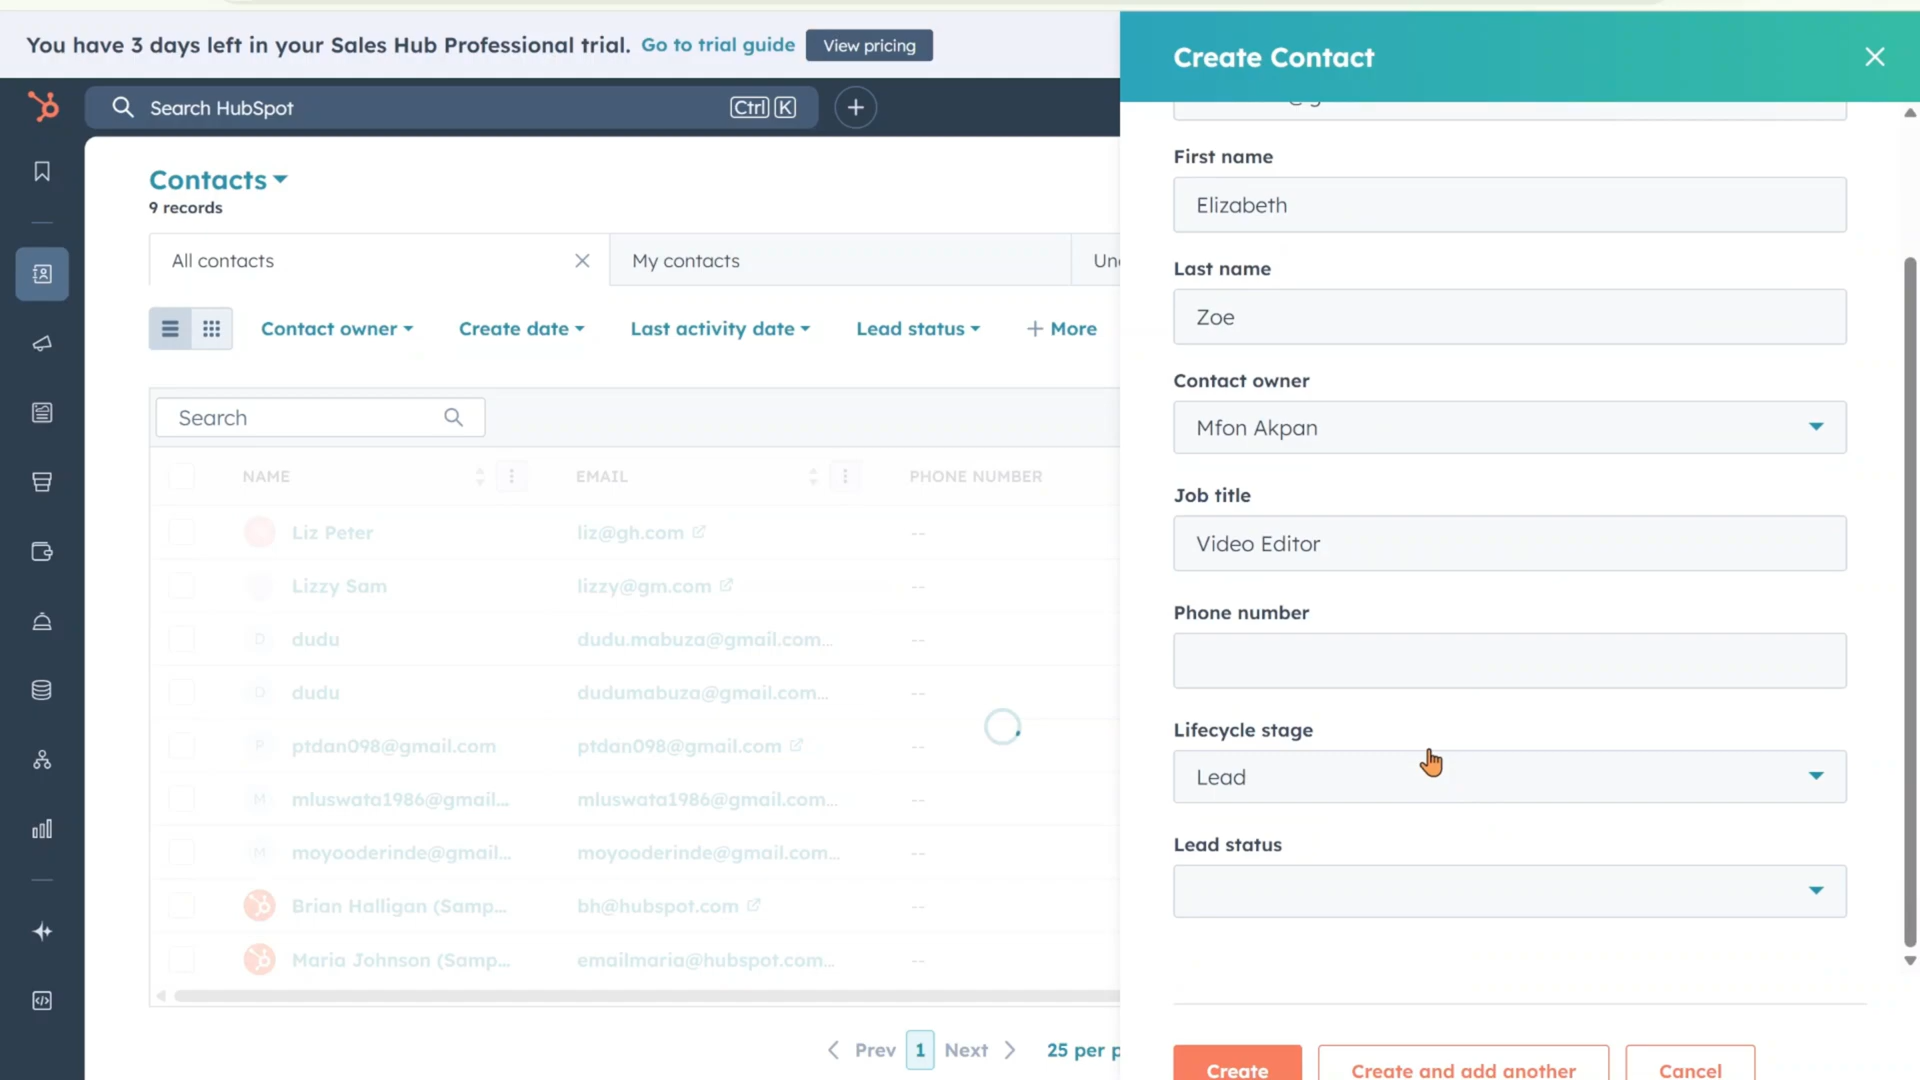 You have 3 days left in your Sales Hub Professional trial. Go to trial guide View pricing
Search HubSpot Ctrl K
Contacts
9 records
All contacts My contacts
Contact owner Create date Last activity date Lead status + More
Search
NAME EMAIL PHONE NUMBER
Liz Peter liz@gh.com --
Lizzy Sam lizzy@gm.com --
D dudu dudu.mabuza@gmail.com... --
D dudu dudumabuza@gmail.com... --
P ptdan098@gmail.com ptdan098@gmail.com --
M mluswata1986@gmail... mluswata1986@gmail.com... --
M moyooderinde@gmail... moyooderinde@gmail.com... --
Brian Halligan (Samp... bh@hubspot.com --
Maria Johnson (Samp... emailmaria@hubspot.com... --
Prev 1 Next 25 per
Create Contact
First name
Elizabeth
Last name
Zoe
Contact owner
Mfon Akpan
Job title
Video Editor
Phone number
Lifecycle stage
Lead
Lead status
Create Create and add another Cancel